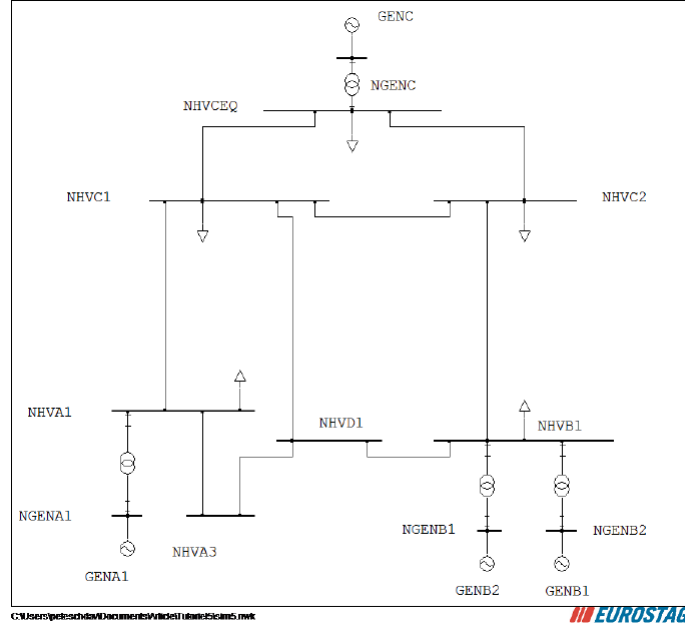 GENC
NGENC
NHVCEQ
NHVC1
NHVC2
NHVA1
NHVD1
NHVB1
NGENA1
NHVA3
NGENB1
NGENB2
GENA1
GENB2
GENB1
EUROSTAG